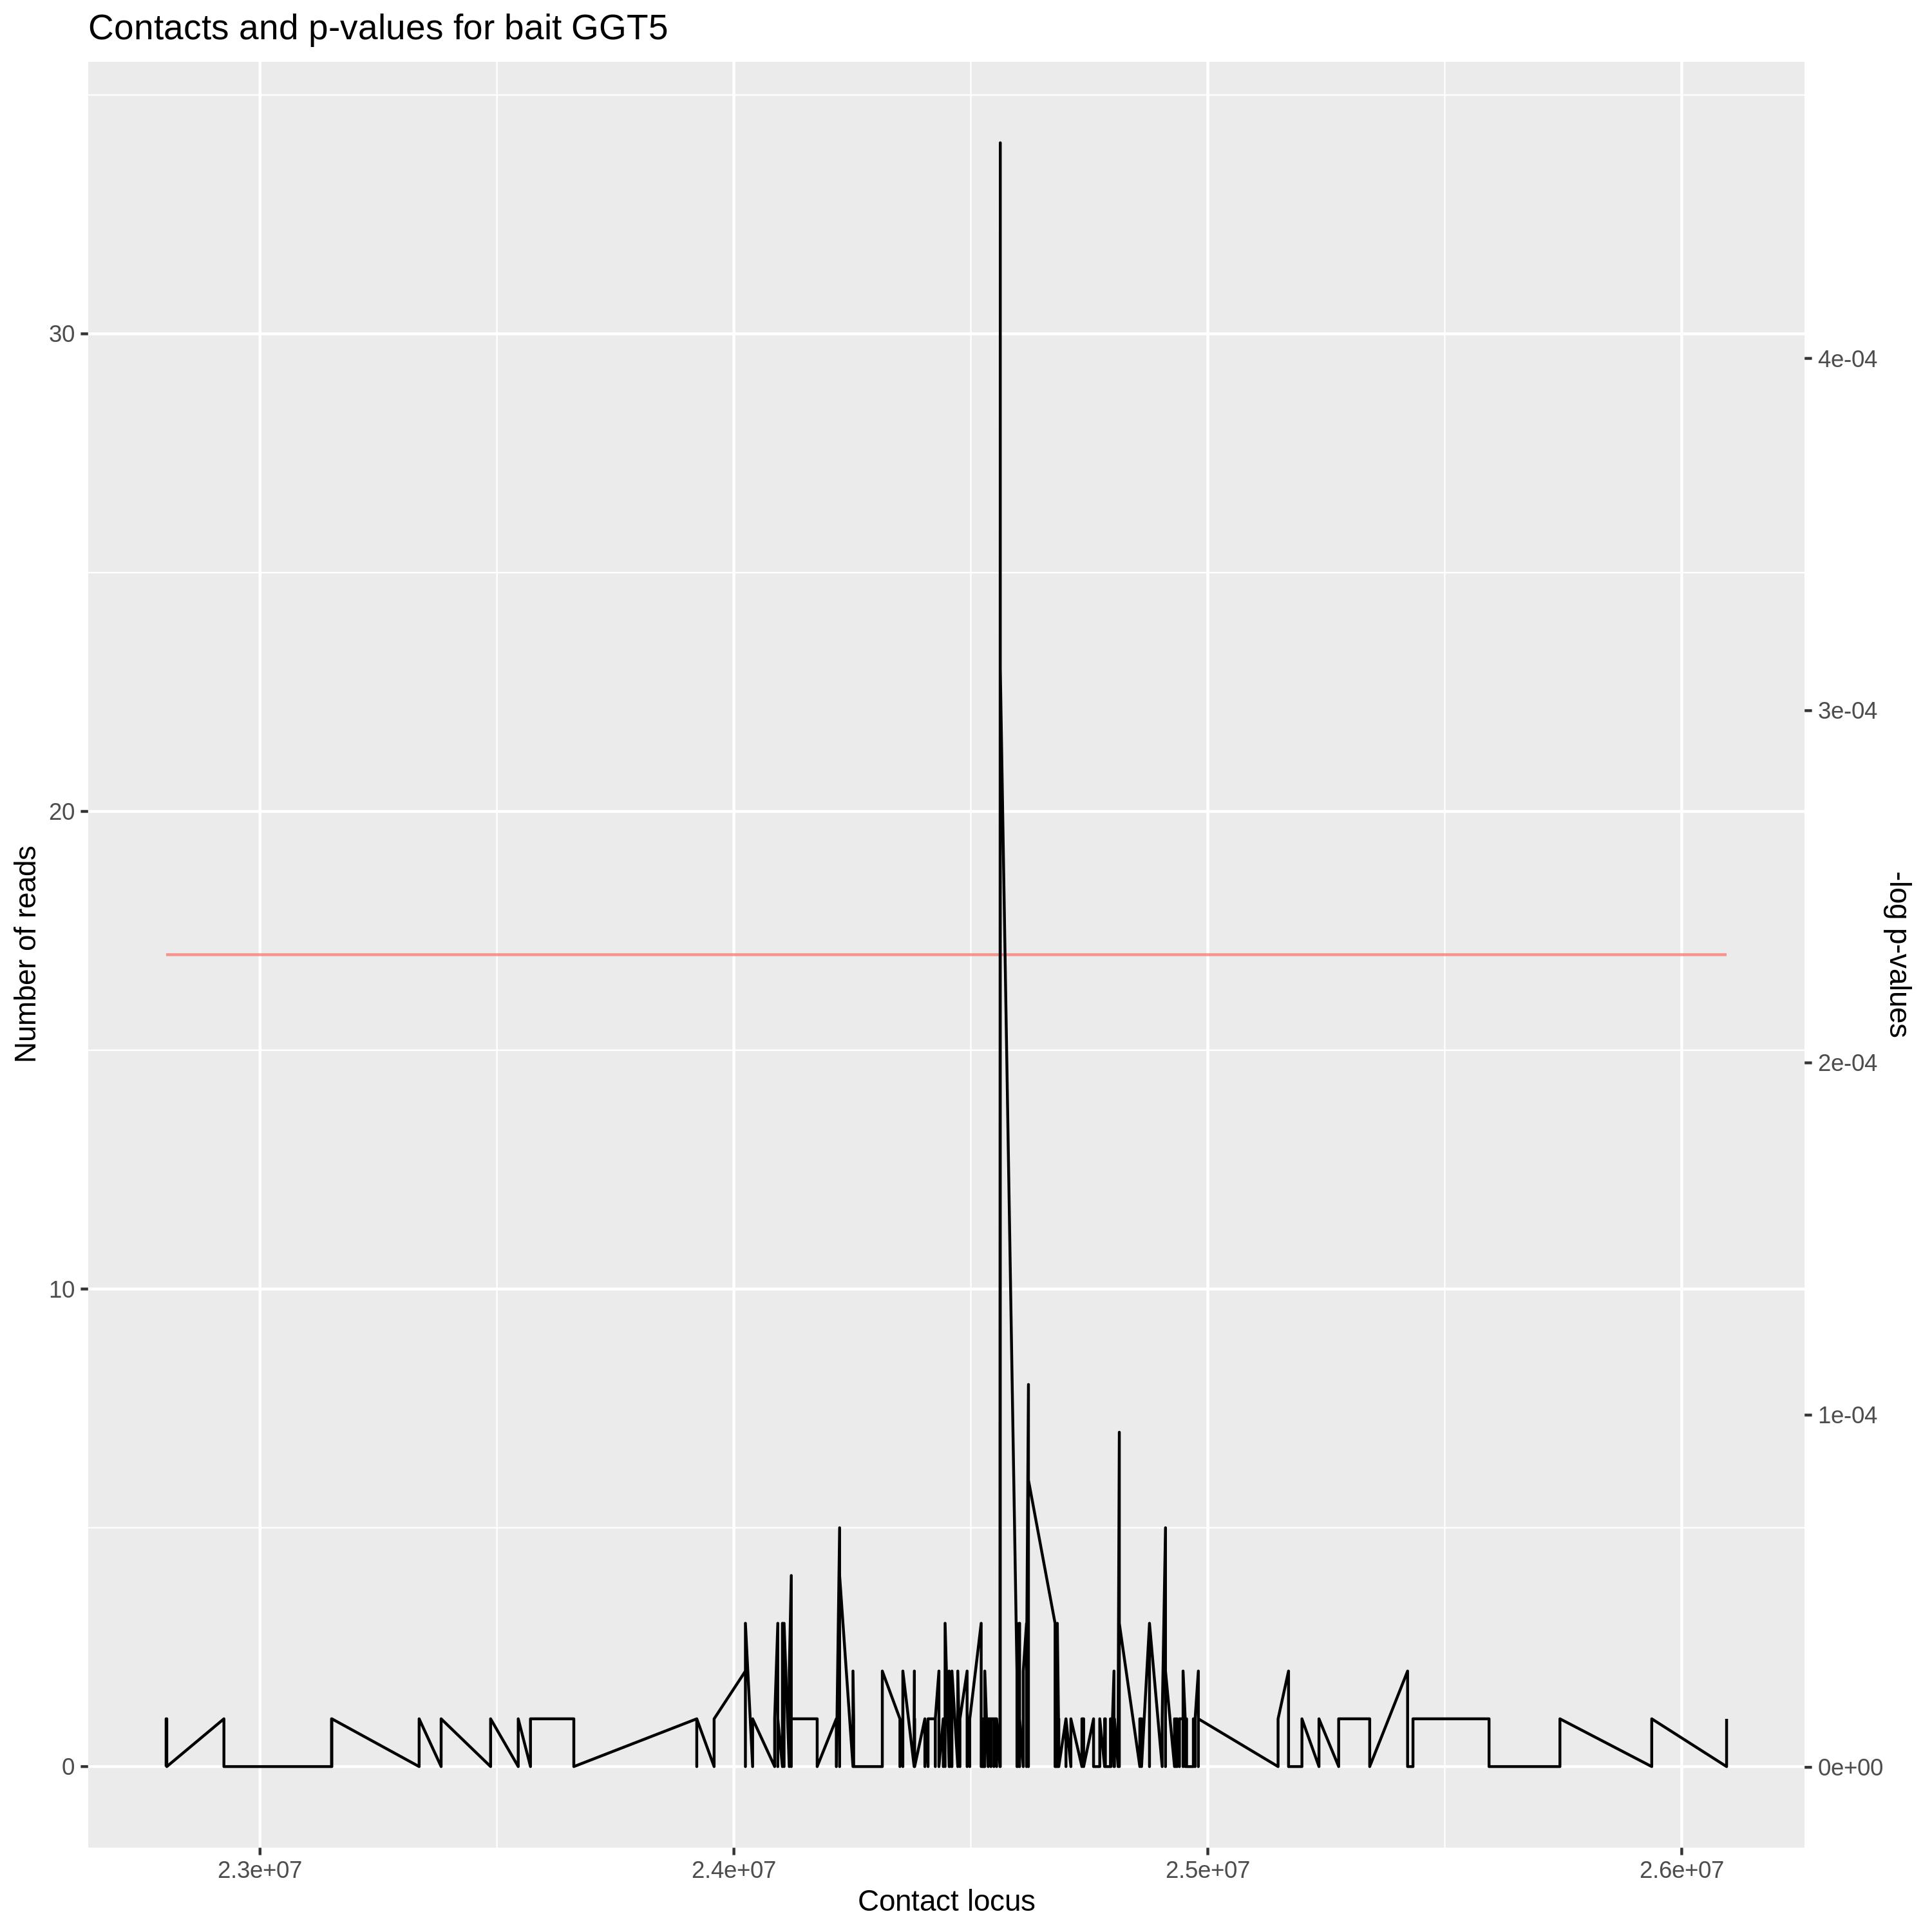 Contacts and p-values for bait GGT5
Number of reads
30
20
10
0
4e-04
3e-04
2e-04
1e-04
0e+00
-log p-values
2.3e+07
2.4e+07
2.5e+07
2.6e+07
Contact locus